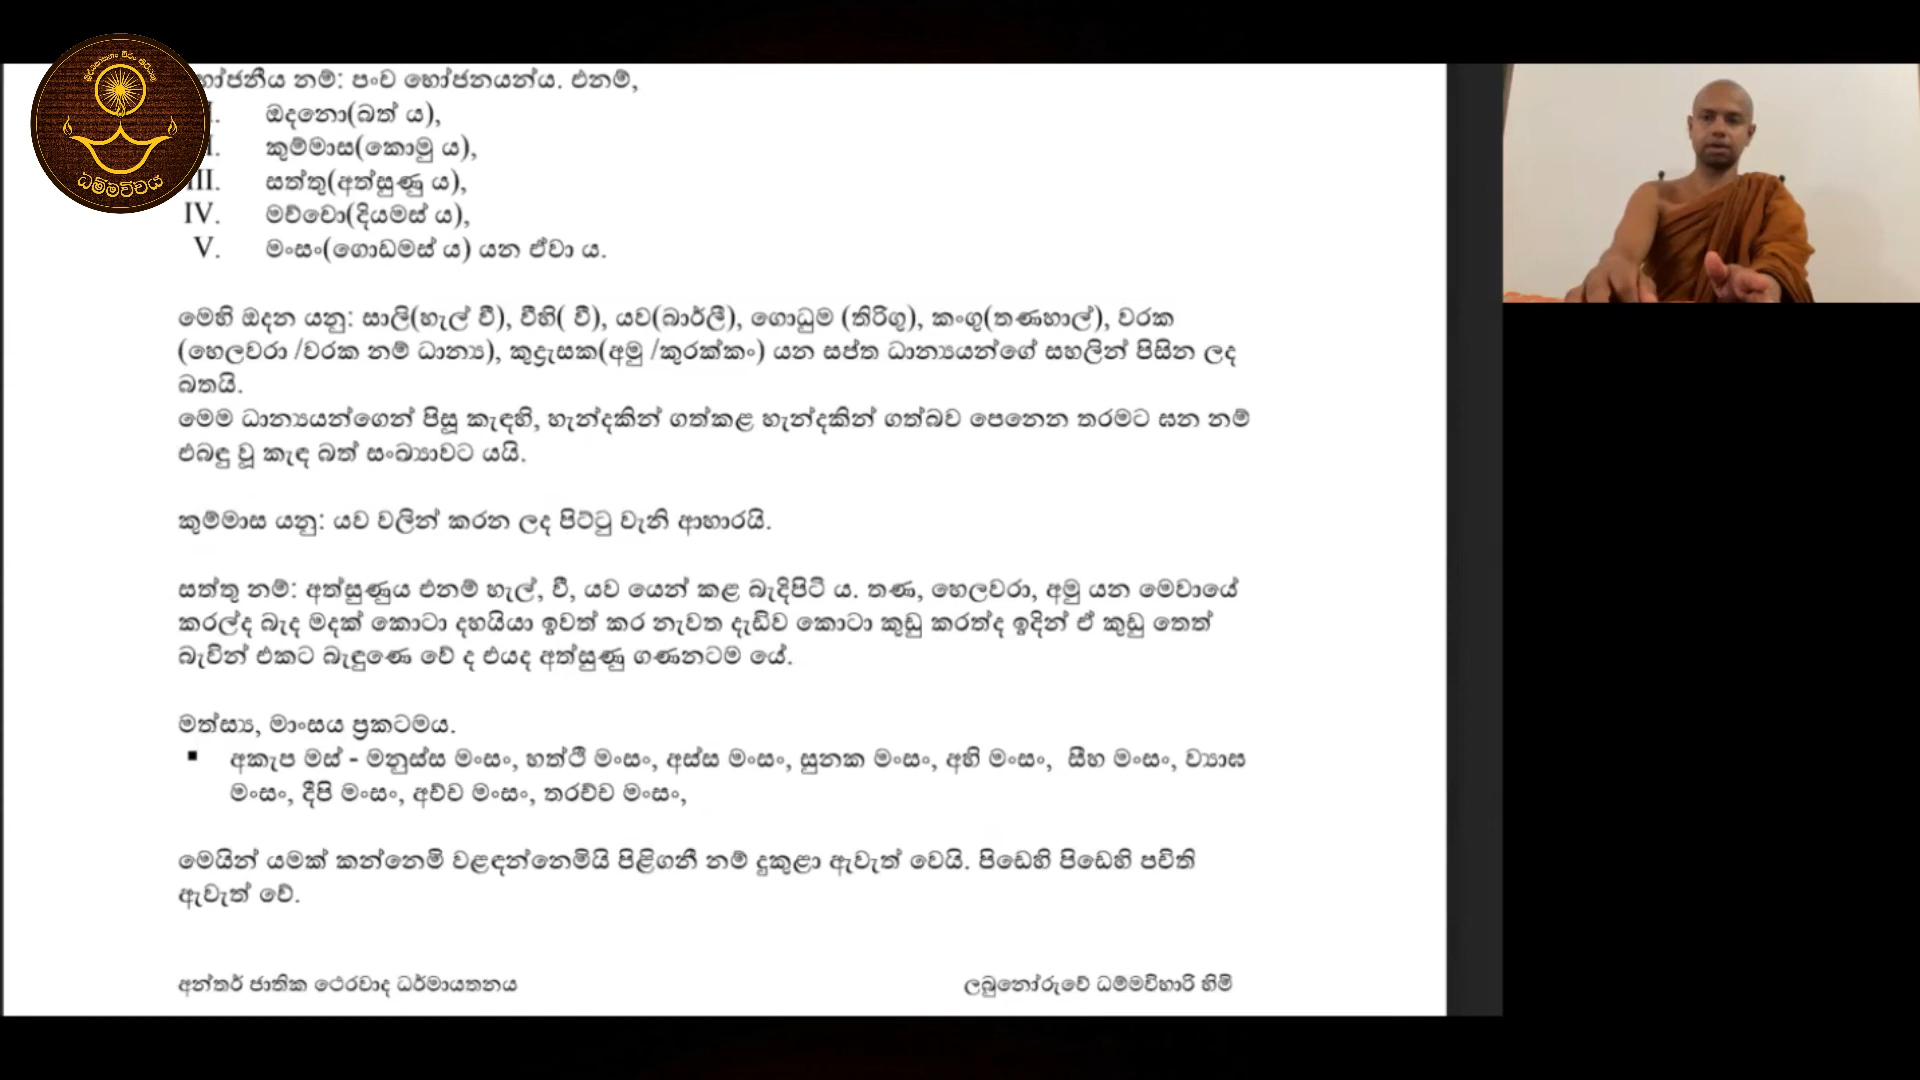 ධම්මවිචය
භෝජනීය නම්: පංච භෝජනයන්ය. එනම්,
ඔදනො(බත් ය),
කුම්මාස(කොමු ය),
III. සත්තු(අත්සුණු ය),
IV. මච්චො(දියමස් ය),
V. මංසං(ගොඩමස් ය) යන ඒවා ය.
මෙහි ඔදන යනු: සාලි(හැල් වී), වීහි( වී), යව(බාර්ලී), ගොධුම (තිරිගු), කංගු(තණහාල්), වරක
(හෙලවරා /වරක නම් ධාන්‍ය), කුද්‍රැසක(අමු /කුරක්කං) යන සප්ත ධාන්‍යයන්ගේ සහලින් පිසින ලද
බතයි.
මෙම ධාන්‍යයන්ගෙන් පිසූ කැඳහි, හැන්දකින් ගත්කළ හැන්දකින් ගත්බව පෙනෙන තරමට ඝන නම්
එබඳු වූ කැඳ බත් සංඛ්‍යාවට යයි.
කුම්මාස යනු: යව වලින් කරන ලද පිට්ටු වැනි ආහාරයි.
සත්තු නම්: අත්සුණුය එනම් හැල්, වී, යව යෙන් කළ බැදිපිටි ය. තණ, හෙලවරා, අමු යන මෙවායේ
කරල්ද බැද මදක් කොටා දහයියා ඉවත් කර නැවත දැඩිව කොටා කුඩු කරත්ද ඉදින් ඒ කුඩු තෙත්
බැවින් එකට බැඳුණෙ වේ ද එයද අත්සුණු ගණනටම යේ.
මත්ස්‍ය, මාංසය ප්‍රකටමය.
▪ අකැප මස් - මනුස්ස මංසං, හත්ථී මංසං, අස්ස මංසං, සුනක මංසං, අහි මංසං, සීහ මංසං, ව්‍යාඝ
මංසං, දීපි මංසං, අච්ච මංසං, තරච්ච මංසං,
මෙයින් යමක් කන්නෙමි වළඳන්නෙමියි පිළිගනී නම් දුකුළා ඇවැත් වෙයි. පිඩෙහි පිඩෙහි පචිති
ඇවැත් වේ.
අන්තර් ජාතික ථෙරවාද ධර්මායතනය
ලබුනෝරුවේ ධම්මවිහාරි හිමි